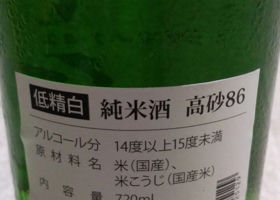 低精白 純米酒 高砂86
アルコール分 14度以上15度未満
原材料名 米(国産)、
米こうじ(国産米)
内容量 720ml